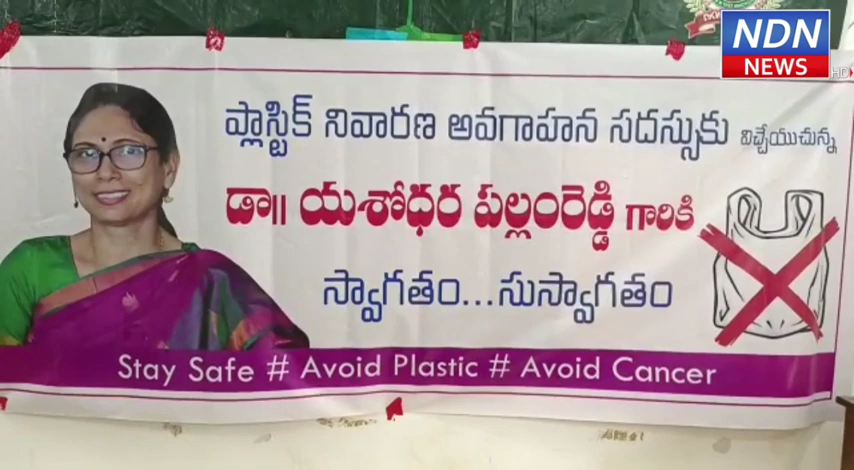 NDN
NEWS
HD
ప్లాస్టిక్ నివారణ అవగాహన సదస్సుకు విచ్చేయుచున్న
డా॥ యశోధర పల్లంరెడ్డి గారికి
స్వాగతం...సుస్వాగతం
Stay Safe # Avoid Plastic # Avoid Cancer